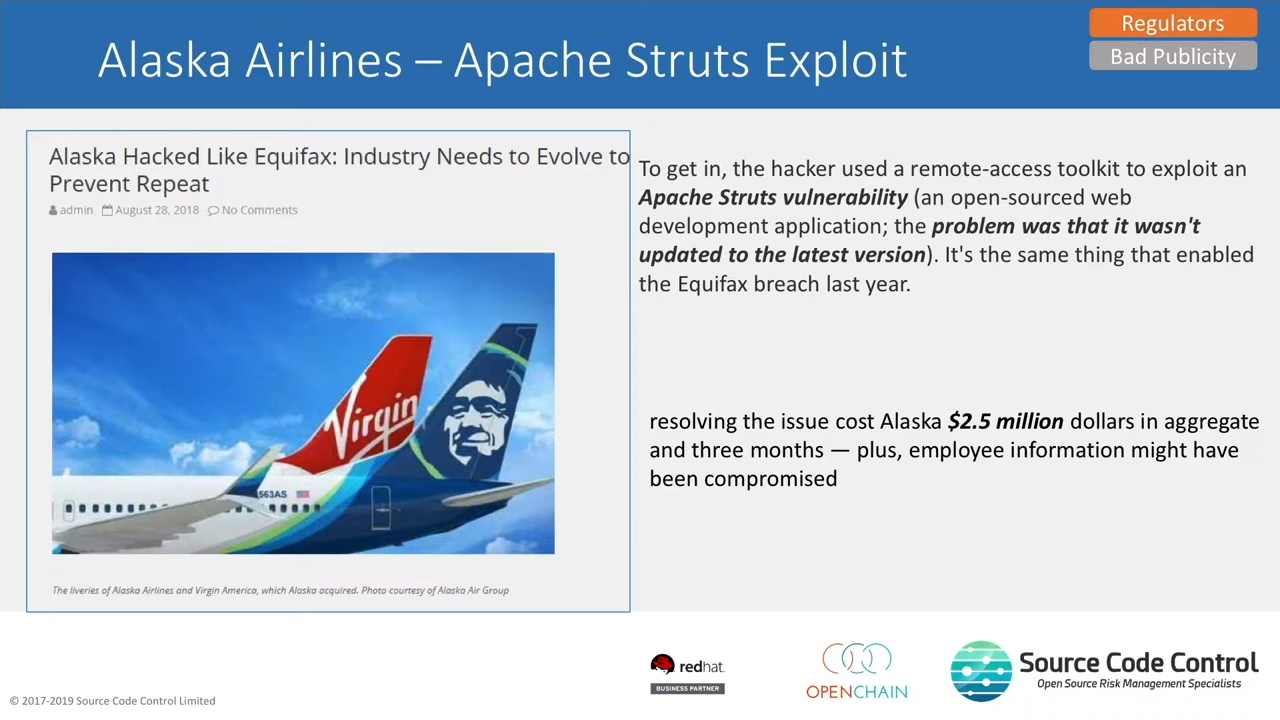 Alaska Airlines – Apache Struts Exploit
Regulators
Bad Publicity
Alaska Hacked Like Equifax: Industry Needs to Evolve to
Prevent Repeat
admin August 28, 2018 No Comments
Virgin
563AS
The liveries of Alaska Airlines and Virgin America, which Alaska acquired. Photo courtesy of Alaska Air Group
To get in, the hacker used a remote-access toolkit to exploit an
Apache Struts vulnerability (an open-sourced web
development application; the problem was that it wasn't
updated to the latest version). It's the same thing that enabled
the Equifax breach last year.
resolving the issue cost Alaska $2.5 million dollars in aggregate
and three months — plus, employee information might have
been compromised
redhat.
BUSINESS PARTNER
OPENCHAIN
Source Code Control
Open Source Risk Management Specialists
© 2017-2019 Source Code Control Limited